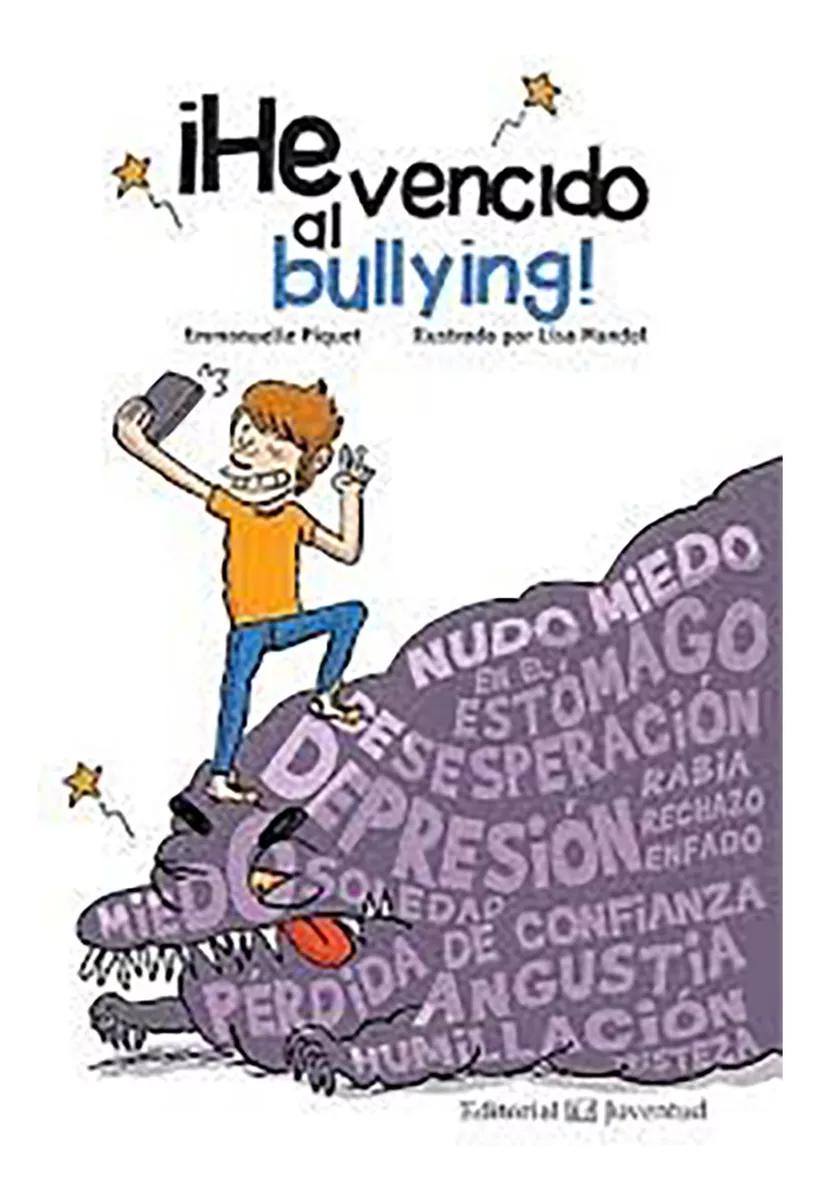 ¡He vencido
al
bullying!
Emmanuelle Piquet Ilustrado por Lisa Mandel
NUDO MiEDO
EN EL
ESTÓMAGO
DESESPERACiÓN
DEPRESiÓN
RABiA
RECHAZO
ENFADO
MiEDO
SOLEDAD
PÉRDiDA DE CONFiANZA
ANGUSTiA
HUMiLLACiÓN
TRiSTEZA
Editorial Juventud